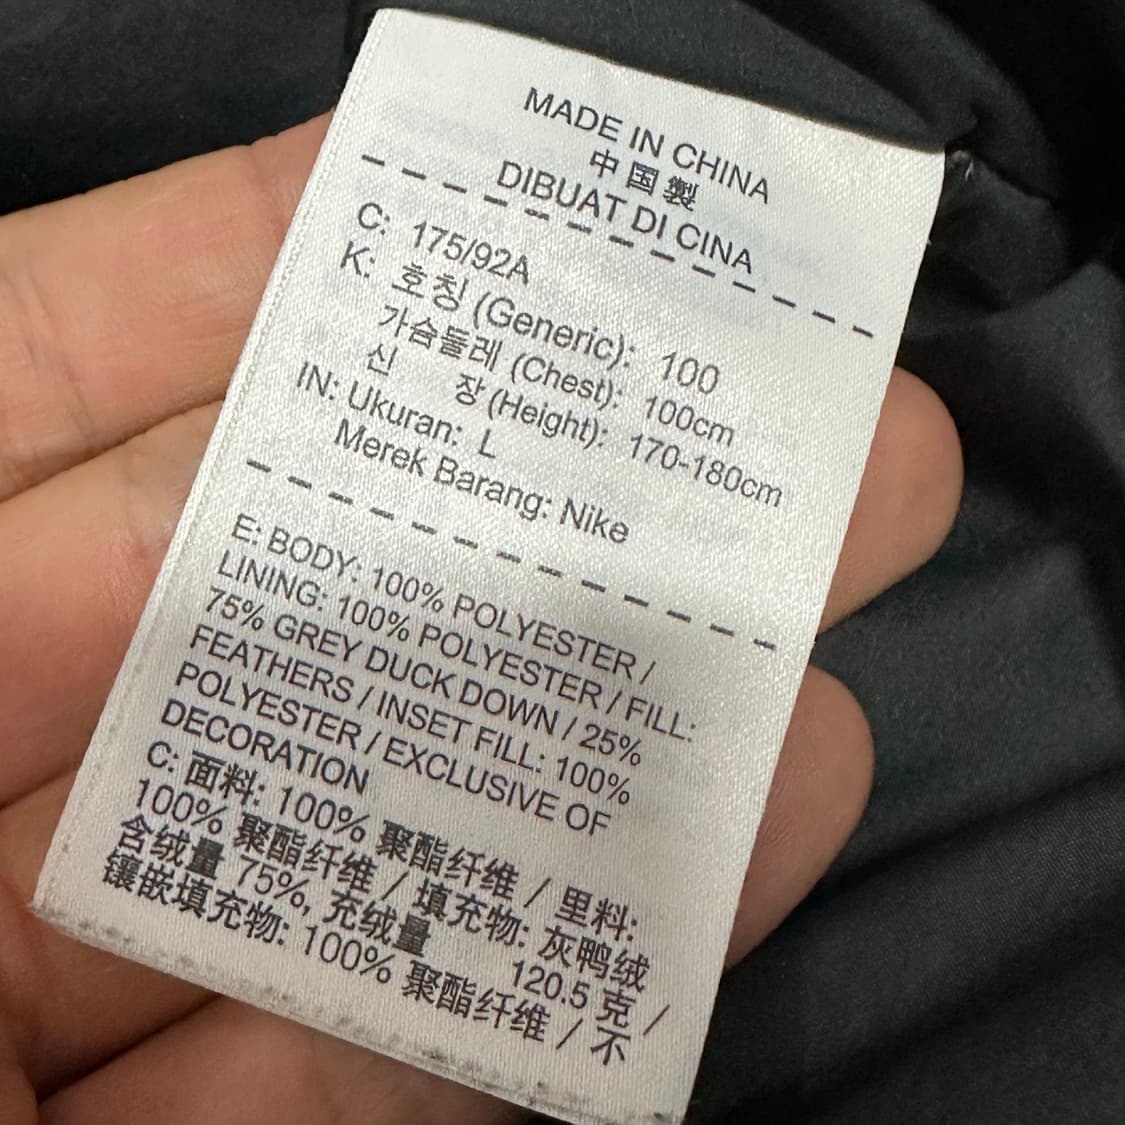 MADE IN CHINA
中国製
DIBUAT DI CINA
C: 175/92A
K: 호칭 (Generic): 100
가슴둘레 (Chest): 100cm
신 장 (Height): 170-180cm
IN: Ukuran: L
Merek Barang: Nike
E: BODY: 100% POLYESTER /
LINING: 100% POLYESTER / FILL:
75% GREY DUCK DOWN / 25%
FEATHERS / INSET FILL: 100%
POLYESTER / EXCLUSIVE OF
DECORATION
C: 面料: 100% 聚酯纤维 / 里料:
100% 聚酯纤维 / 填充物: 灰鸭绒
含绒量 75%, 充绒量 120.5 克 /
镶嵌填充物: 100% 聚酯纤维 / 不